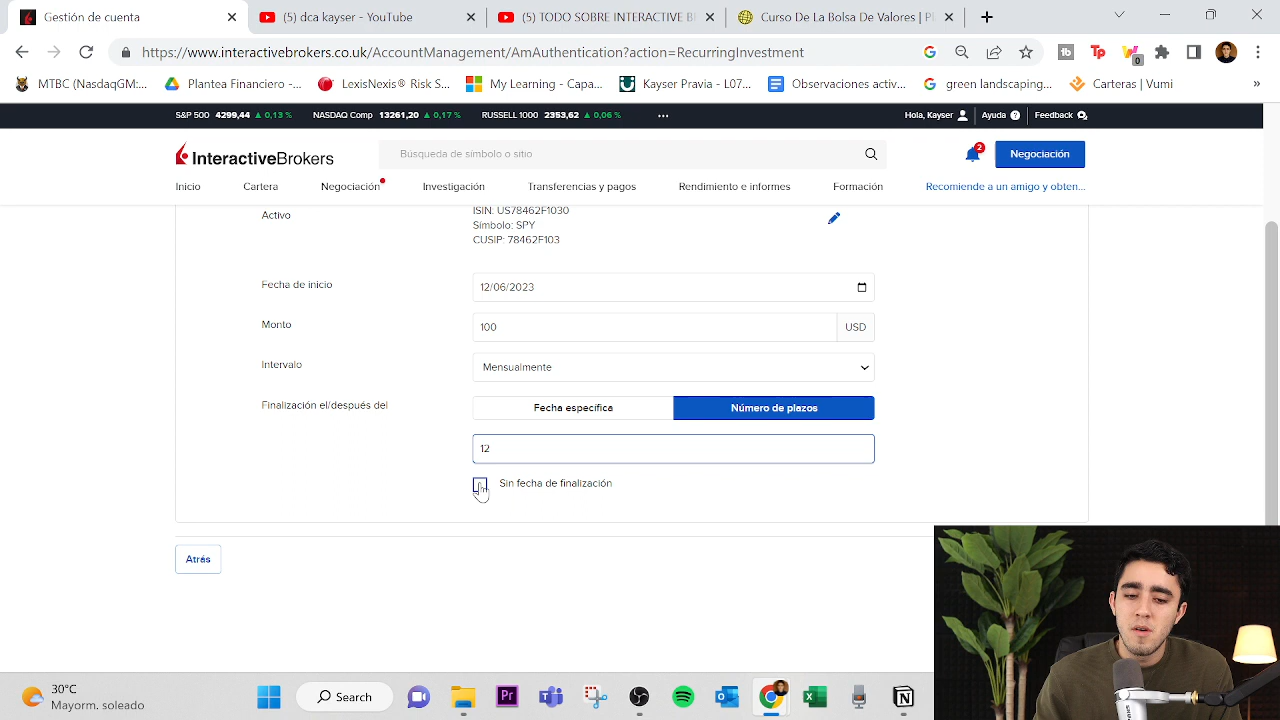 Gestión de cuenta
(5) dca kayser - YouTube
(5) TODO SOBRE INTERACTIVE B
Curso De La Bolsa De Valores | Pl
https://www.interactivebrokers.co.uk/AccountManagement/AmAuthentication?action=RecurringInvestment
MTBC(NasdaqGM:...
Plantea Financiero -...
LexisNexis® Risk S...
My Learning - Capa...
Kayser Pravia - L07...
Observaciones activ...
green landscaping...
Carteras | Vumi
»
S&P 500 4299,44 ▲ 0,13 %
NASDAQ Comp 13261,20 ▲ 0,17 %
RUSSELL 1000 2353,62 ▲ 0,06 %
Hola, Kayser
Ayuda
Feedback
InteractiveBrokers
Búsqueda de símbolo o sitio
2
Negociación
Inicio
Cartera
Negociación
Investigación
Transferencias y pagos
Rendimiento e informes
Formación
Recomiende a un amigo y obten...
Activo
ISIN: US78462F1030
Símbolo: SPY
CUSIP: 78462F103
Fecha de inicio
12/06/2023
Monto
100
USD
Intervalo
Mensualmente
Finalización el/después del
Fecha específica
Número de plazos
12
Sin fecha de finalización
Atrás
30°C
Mayorm. soleado
Search